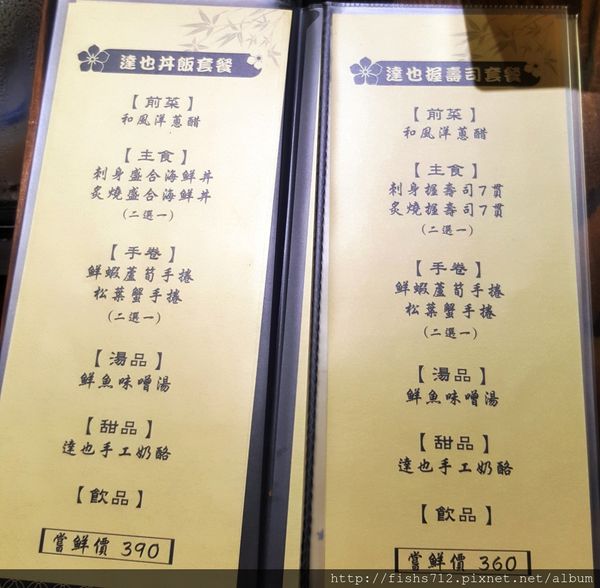 達也丼飯套餐
【前菜】
和風洋蔥醋
【主食】
刺身盛合海鮮丼
炙燒盛合海鮮丼
(二選一)
【手卷】
鮮蝦蘆筍手捲
松葉蟹手捲
(二選一)
【湯品】
鮮魚味噌湯
【甜品】
達也手工奶酪
【飲品】
嘗鮮價 390
達也握壽司套餐
【前菜】
和風洋蔥醋
【主食】
刺身握壽司7貫
炙燒握壽司7貫
(二選一)
【手卷】
鮮蝦蘆筍手捲
松葉蟹手捲
(二選一)
【湯品】
鮮魚味噌湯
【甜品】
達也手工奶酪
【飲品】
嘗鮮價 360
http://fishs712.pixnet.net/album